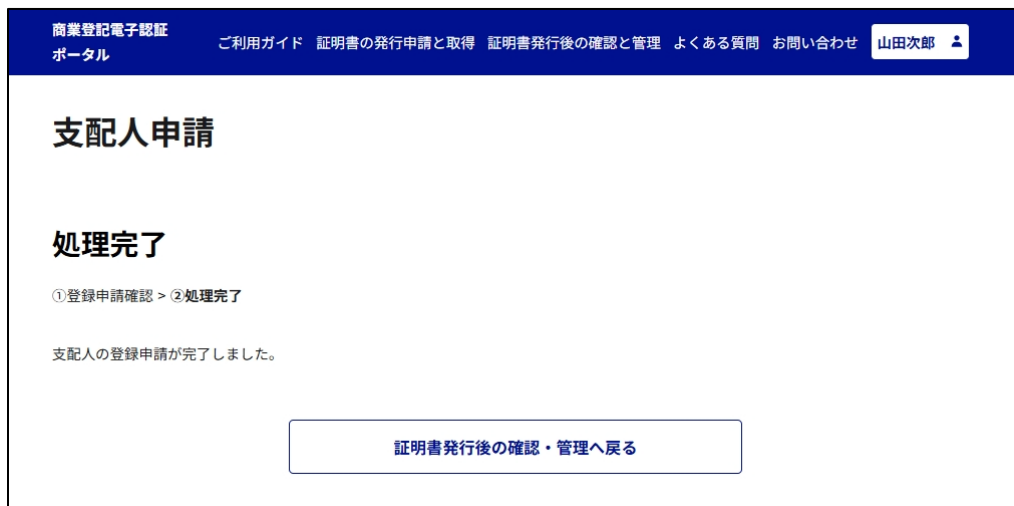 商業登記電子認証
ポータル
ご利用ガイド 証明書の発行申請と取得 証明書発行後の確認と管理 よくある質問 お問い合わせ 山田次郎
支配人申請
処理完了
①登録申請確認 > ②処理完了
支配人の登録申請が完了しました。
証明書発行後の確認・管理へ戻る